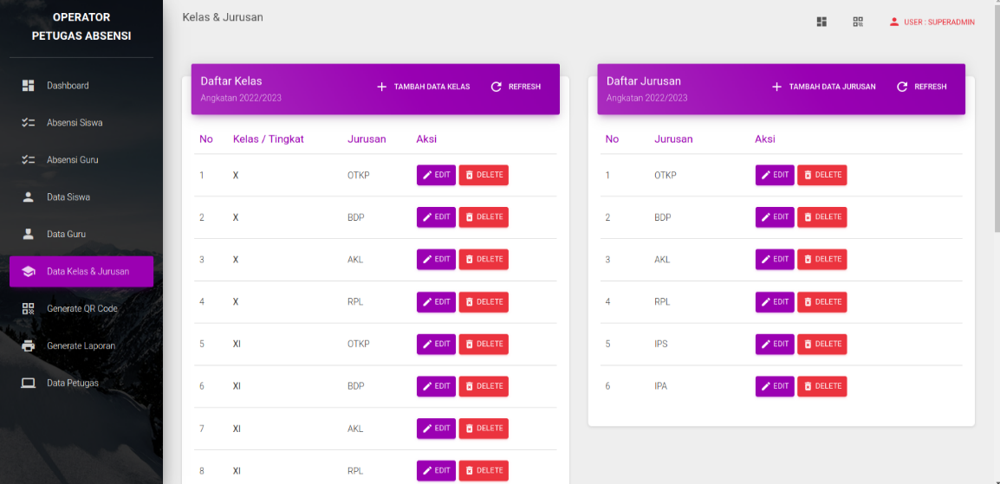 OPERATOR
PETUGAS ABSENSI
Dashboard
Absensi Siswa
Absensi Guru
Data Siswa
Data Guru
Data Kelas & Jurusan
Generate QR Code
Generate Laporan
Data Petugas
Kelas & Jurusan
USER : SUPERADMIN
Daftar Kelas
Angkatan 2022/2023
TAMBAH DATA KELAS REFRESH
No Kelas / Tingkat Jurusan Aksi
1 X OTKP EDIT DELETE
2 X BDP EDIT DELETE
3 X AKL EDIT DELETE
4 X RPL EDIT DELETE
5 XI OTKP EDIT DELETE
6 XI BDP EDIT DELETE
7 XI AKL EDIT DELETE
8 XI RPL EDIT DELETE
Daftar Jurusan
Angkatan 2022/2023
TAMBAH DATA JURUSAN REFRESH
No Jurusan Aksi
1 OTKP EDIT DELETE
2 BDP EDIT DELETE
3 AKL EDIT DELETE
4 RPL EDIT DELETE
5 IPS EDIT DELETE
6 IPA EDIT DELETE